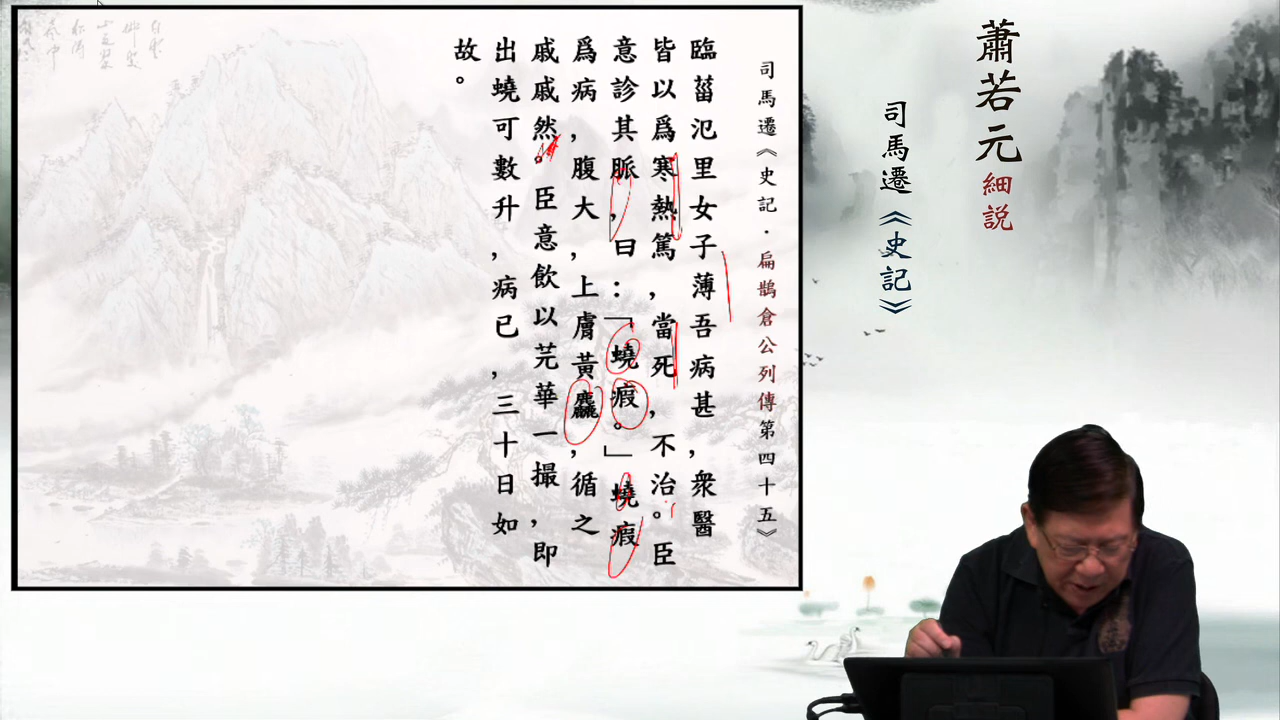 蕭若元細説
司馬遷《史記》
司馬遷《史記·扁鵲倉公列傳第四十五》
臨菑氾里女子薄吾病甚，衆醫
皆以爲寒熱篤，當死，不治。臣
意診其脈，曰：「蟯瘕。」蟯瘕
爲病，腹大，上膚黃麤，循之
戚戚然。臣意飲以芫華一撮，即
出蟯可數升，病已，三十日如
故。